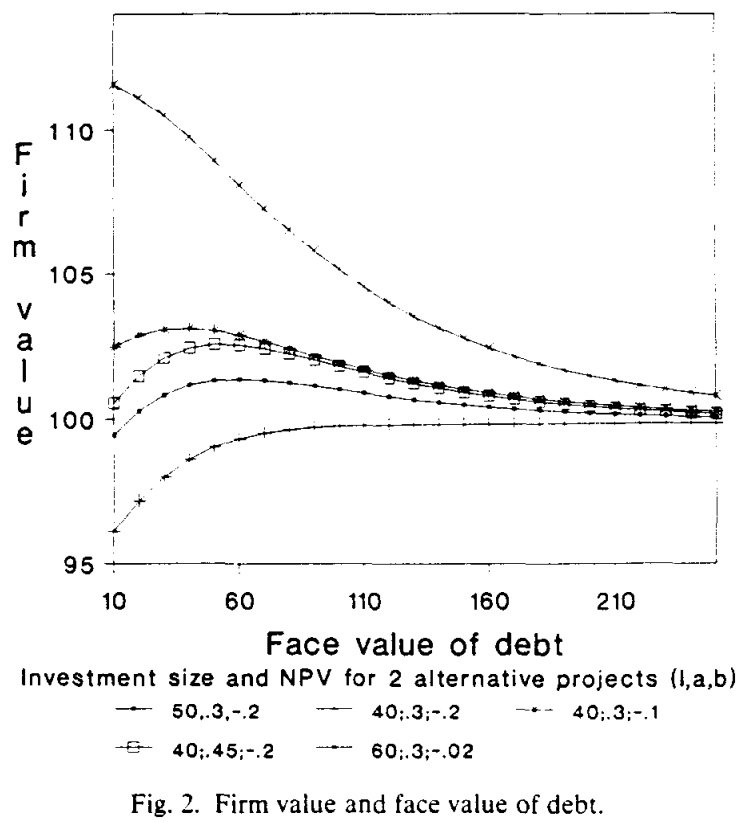 Firm value
110
105
100
95
10 60 110 160 210
Face value of debt
Investment size and NPV for 2 alternative projects (I,a,b)
50,.3,-.2 40;.3;-.2 40;.3;-.1
40;.45;-.2 60;.3;-.02
Fig. 2. Firm value and face value of debt.